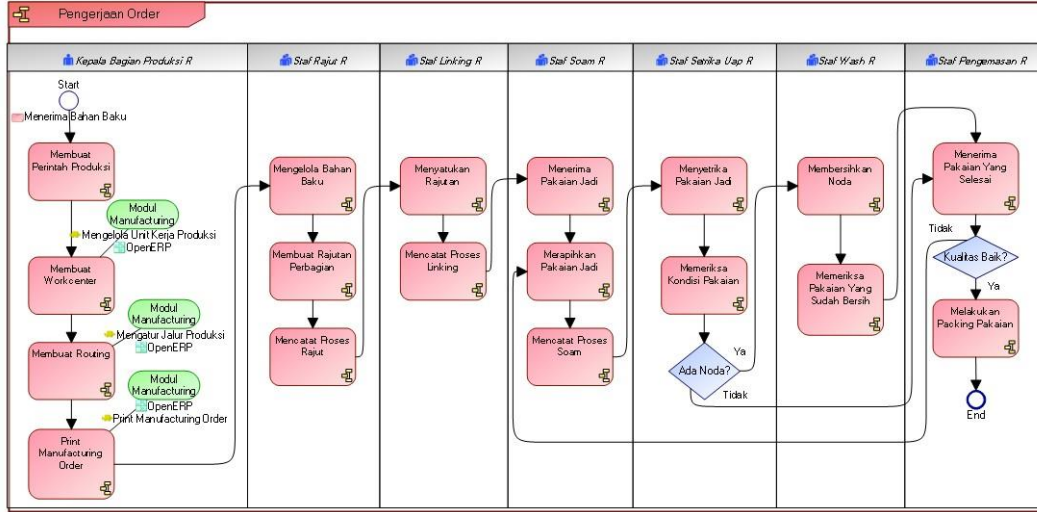 Pengerjaan Order
Kepala Bagian Produksi R
Staf Rajut R
Staf Linking R
Staf Soam R
Staf Setrika Uap R
Staf Wash R
Staf Pengemasan R
Start
Menerima Bahan Baku
Membuat
Perintah Produksi
Modul
Manufacturing
Mengelola Unit Kerja Produksi
OpenERP
Membuat
Workcenter
Modul
Manufacturing
Mengatur Jalur Produksi
OpenERP
Membuat Routing
Modul
Manufacturing
OpenERP
Print Manufacturing Order
Print
Manufacturing
Order
Mengelola Bahan
Baku
Membuat Rajutan
Perbagian
Mencatat Proses
Rajut
Menyatukan
Rajutan
Mencatat Proses
Linking
Menerima
Pakaian Jadi
Merapihkan
Pakaian Jadi
Mencatat Proses
Soam
Menyetrika
Pakaian Jadi
Memeriksa
Kondisi Pakaian
Ada Noda?
Ya
Tidak
Membersihkan
Noda
Memeriksa
Pakaian Yang
Sudah Bersih
Menerima
Pakaian Yang
Selesai
Tidak
Kualitas Baik?
Ya
Melakukan
Packing Pakaian
End